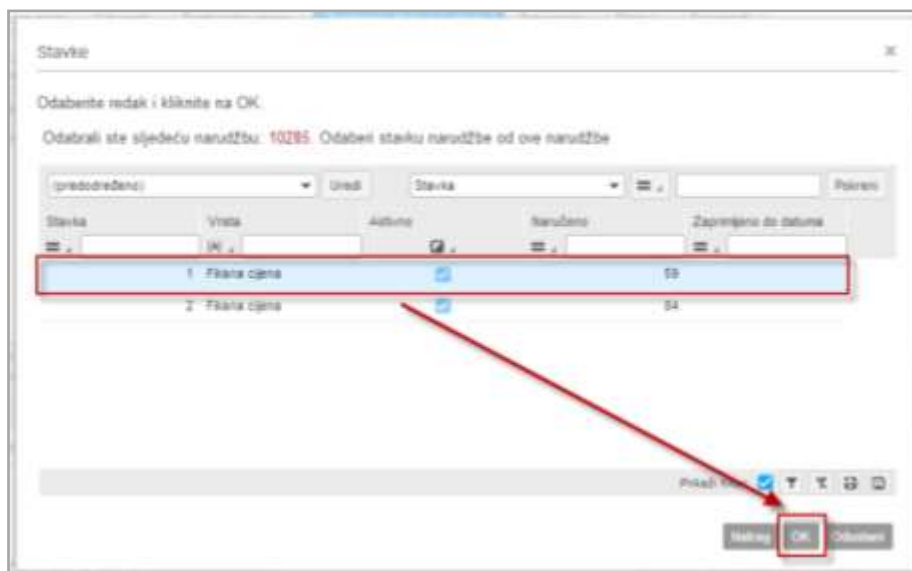 Stavke
Odaberite redak i kliknite na OK.
Odabrali ste sljedeću narudžbu: 10285. Odaberi stavku narudžbe od ove narudžbe
(predodređeno) Uredi Stavka Pokreni
Stavka Vrsta Aktivno Naručeno Zaprimljeno do datuma
1 Fiksna cijena 59
2 Fiksna cijena 84
Prikaži
Natrag OK Odustani